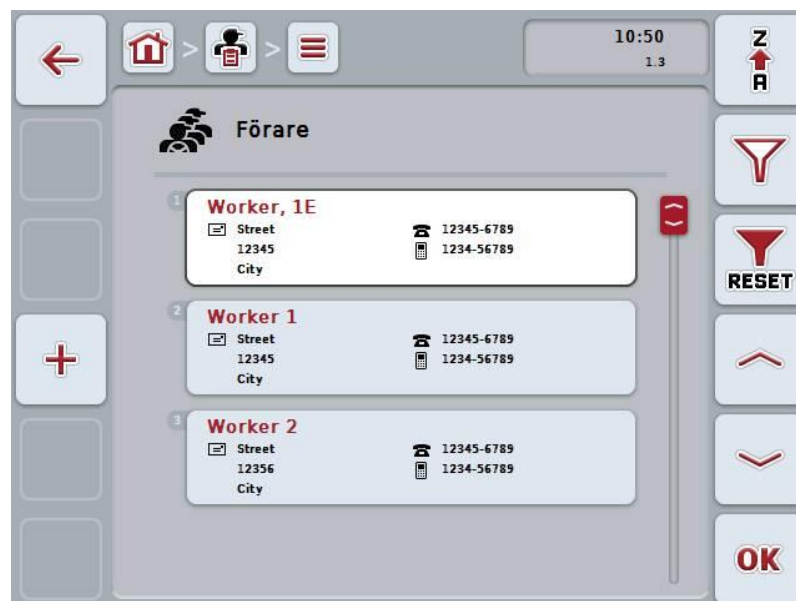 10:50
1.3
Z
A
Förare
1
Worker, 1E
Street
12345-6789
12345
1234-56789
City
RESET
2
Worker 1
Street
12345-6789
12345
1234-56789
City
3
Worker 2
Street
12345-6789
12356
1234-56789
City
OK